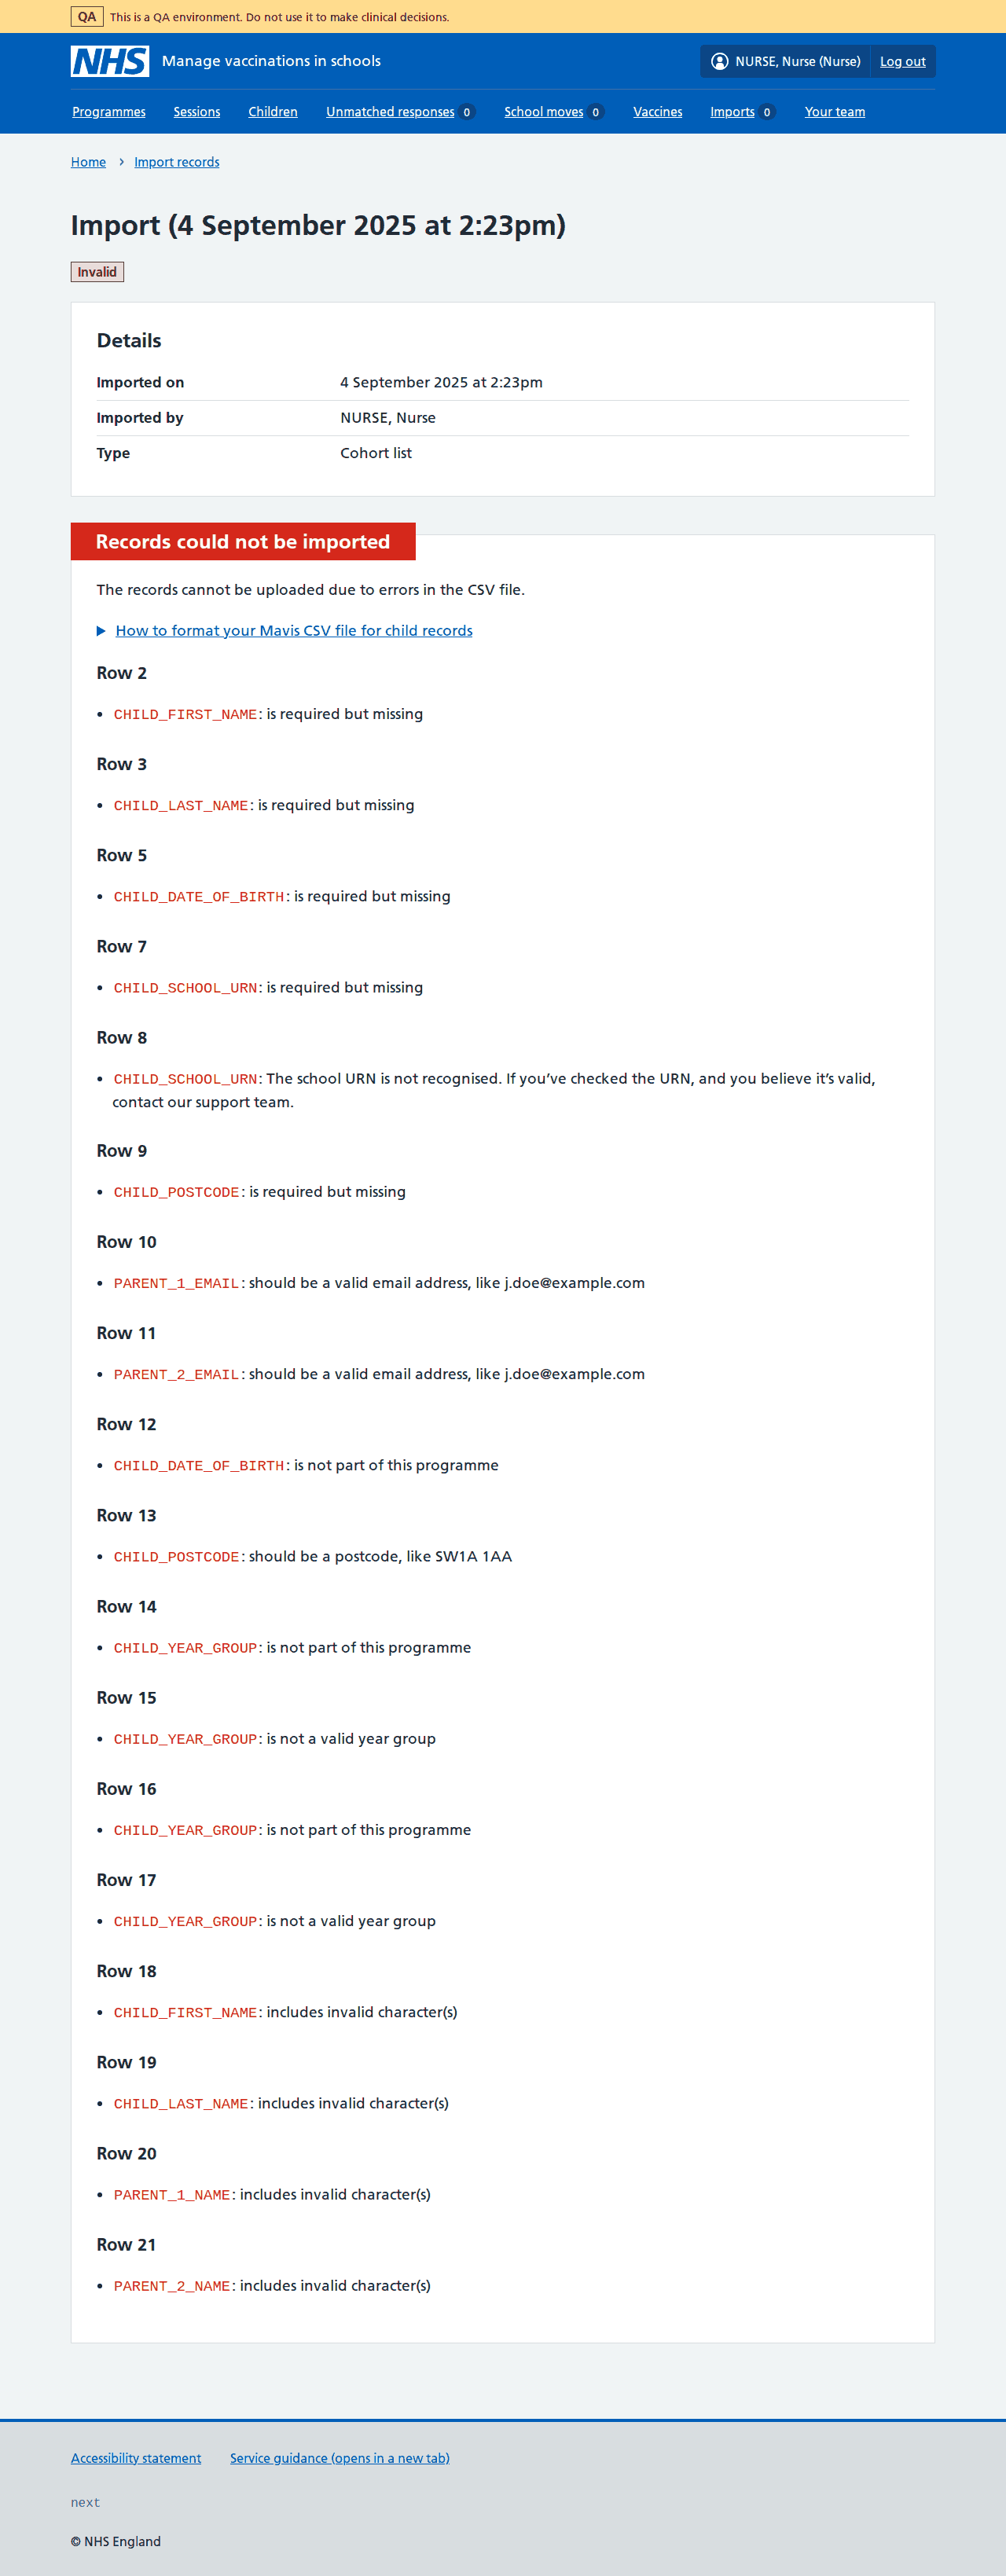 QA This is a QA environment. Do not use it to make clinical decisions.
NHS Manage vaccinations in schools NURSE, Nurse (Nurse) Log out
Programmes Sessions Children Unmatched responses 0 School moves 0 Vaccines Imports 0 Your team
Home › Import records
Import (4 September 2025 at 2:23pm)
Invalid
Details
Imported on 4 September 2025 at 2:23pm
Imported by NURSE, Nurse
Type Cohort list
Records could not be imported
The records cannot be uploaded due to errors in the CSV file.
How to format your Mavis CSV file for child records
Row 2
• CHILD_FIRST_NAME: is required but missing
Row 3
• CHILD_LAST_NAME: is required but missing
Row 5
• CHILD_DATE_OF_BIRTH: is required but missing
Row 7
• CHILD_SCHOOL_URN: is required but missing
Row 8
• CHILD_SCHOOL_URN: The school URN is not recognised. If you’ve checked the URN, and you believe it’s valid,
contact our support team.
Row 9
• CHILD_POSTCODE: is required but missing
Row 10
• PARENT_1_EMAIL: should be a valid email address, like j.doe@example.com
Row 11
• PARENT_2_EMAIL: should be a valid email address, like j.doe@example.com
Row 12
• CHILD_DATE_OF_BIRTH: is not part of this programme
Row 13
• CHILD_POSTCODE: should be a postcode, like SW1A 1AA
Row 14
• CHILD_YEAR_GROUP: is not part of this programme
Row 15
• CHILD_YEAR_GROUP: is not a valid year group
Row 16
• CHILD_YEAR_GROUP: is not part of this programme
Row 17
• CHILD_YEAR_GROUP: is not a valid year group
Row 18
• CHILD_FIRST_NAME: includes invalid character(s)
Row 19
• CHILD_LAST_NAME: includes invalid character(s)
Row 20
• PARENT_1_NAME: includes invalid character(s)
Row 21
• PARENT_2_NAME: includes invalid character(s)
Accessibility statement Service guidance (opens in a new tab)
next
© NHS England